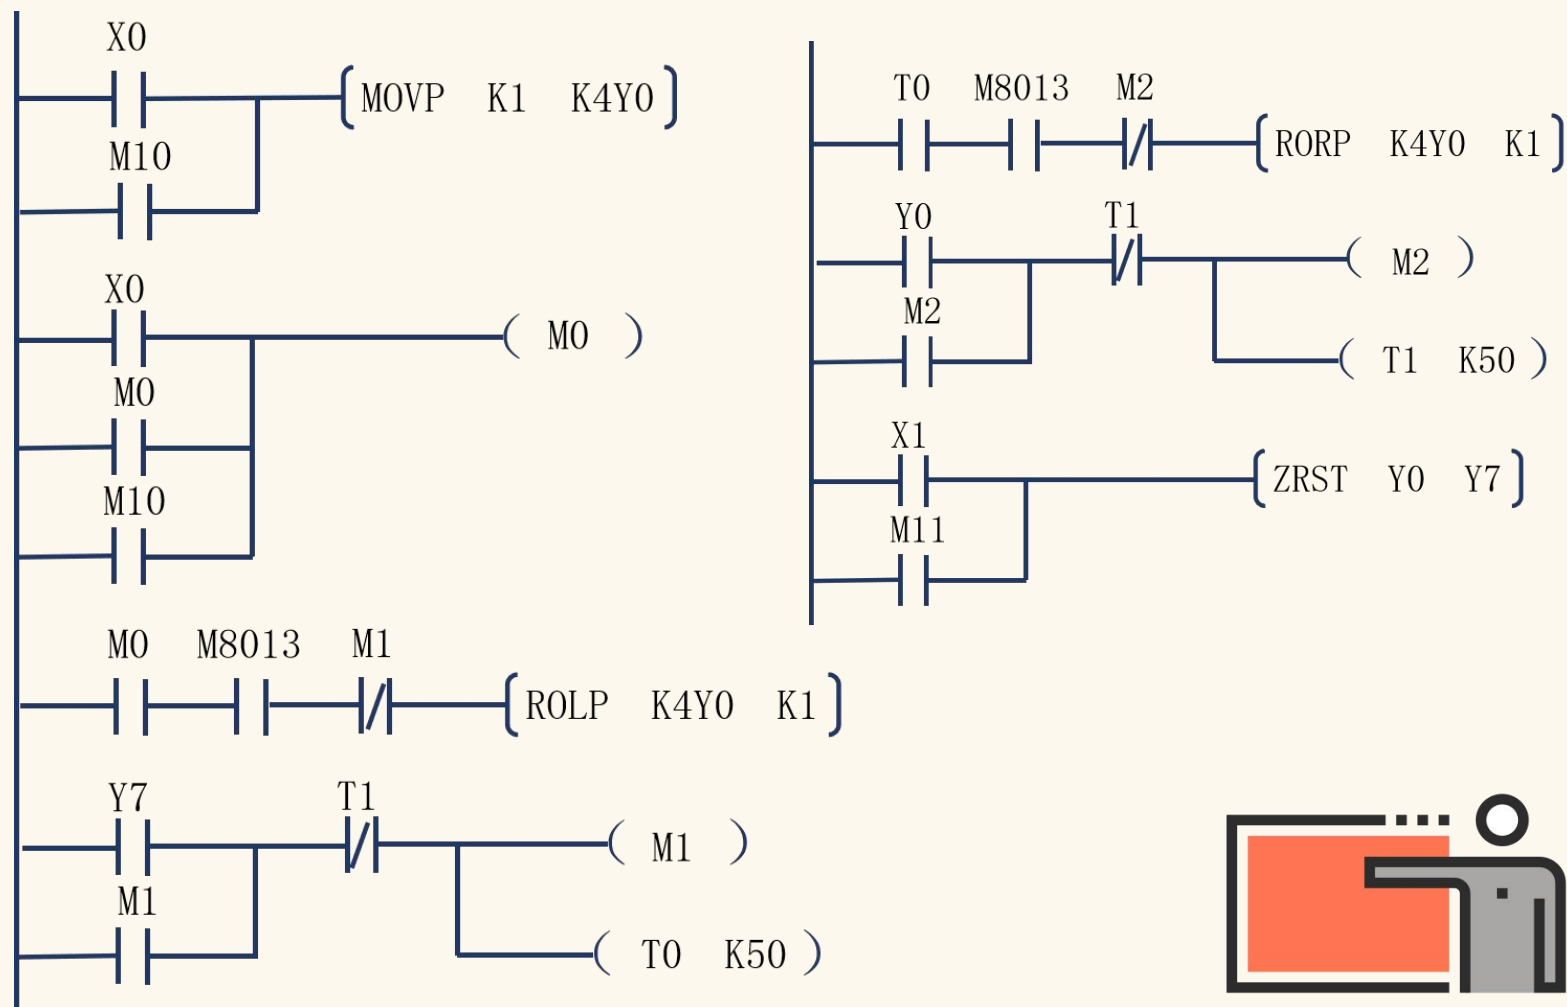 X0
MOVP K1 K4Y0
M10
X0
M0
M0
M10
M0 M8013 M1
ROLP K4Y0 K1
Y7 T1
M1
M1
T0 K50
T0 M8013 M2
RORP K4Y0 K1
Y0 T1
M2
M2
T1 K50
X1
ZRST Y0 Y7
M11